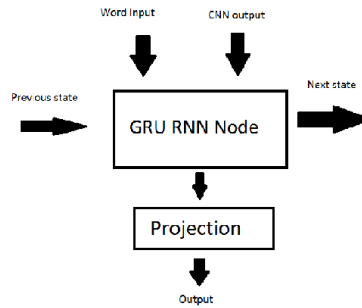 Word Input
CNN output
Previous state
Next state
GRU RNN Node
Projection
Output